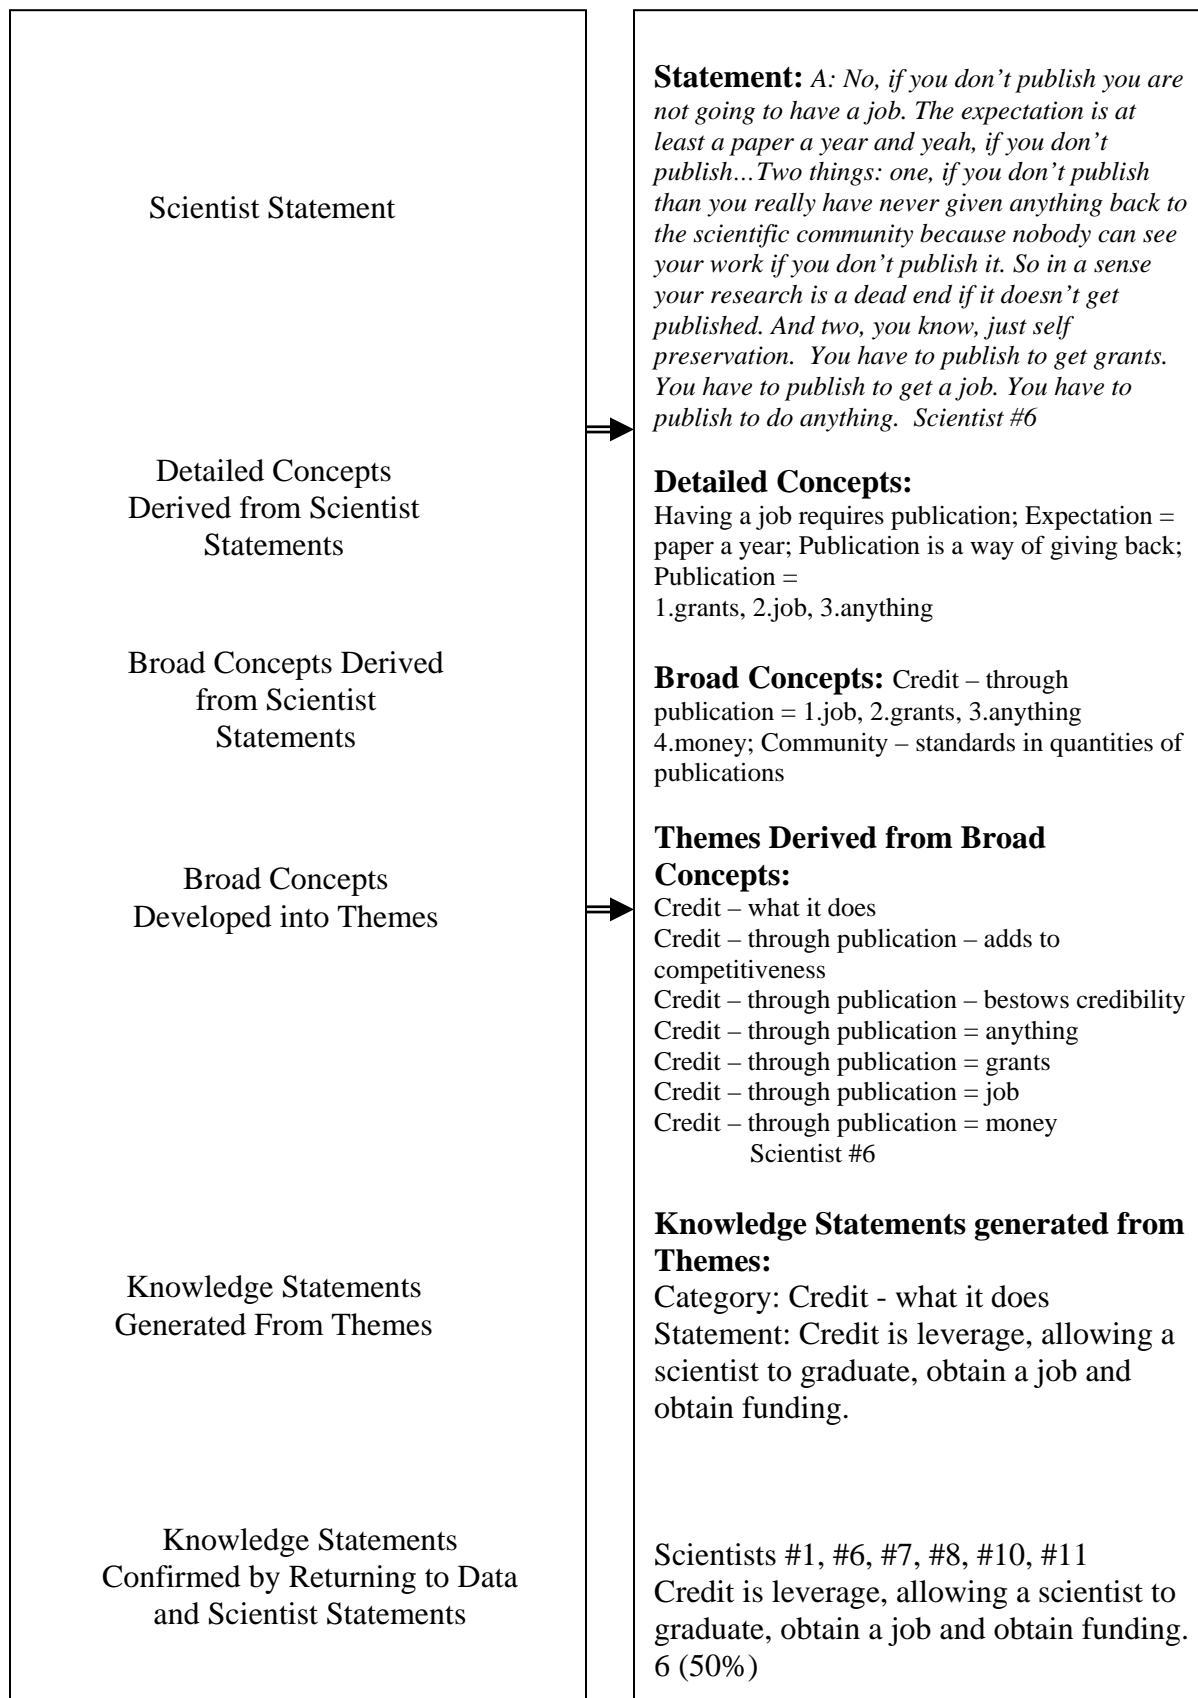 Scientist Statement
Detailed Concepts
Derived from Scientist
Statements
Broad Concepts Derived
from Scientist
Statements
Broad Concepts
Developed into Themes
Knowledge Statements
Generated From Themes
Knowledge Statements
Confirmed by Returning to Data
and Scientist Statements
Statement: A: No, if you don’t publish you are
not going to have a job. The expectation is at
least a paper a year and yeah, if you don’t
publish…Two things: one, if you don’t publish
than you really have never given anything back to
the scientific community because nobody can see
your work if you don’t publish it. So in a sense
your research is a dead end if it doesn’t get
published. And two, you know, just self
preservation. You have to publish to get grants.
You have to publish to get a job. You have to
publish to do anything. Scientist #6
Detailed Concepts:
Having a job requires publication; Expectation =
paper a year; Publication is a way of giving back;
Publication =
1.grants, 2.job, 3.anything
Broad Concepts: Credit – through
publication = 1.job, 2.grants, 3.anything
4.money; Community – standards in quantities of
publications
Themes Derived from Broad
Concepts:
Credit – what it does
Credit – through publication – adds to
competitiveness
Credit – through publication – bestows credibility
Credit – through publication = anything
Credit – through publication = grants
Credit – through publication = job
Credit – through publication = money
Scientist #6
Knowledge Statements generated from
Themes:
Category: Credit - what it does
Statement: Credit is leverage, allowing a
scientist to graduate, obtain a job and
obtain funding.
Scientists #1, #6, #7, #8, #10, #11
Credit is leverage, allowing a scientist to
graduate, obtain a job and obtain funding.
6 (50%)